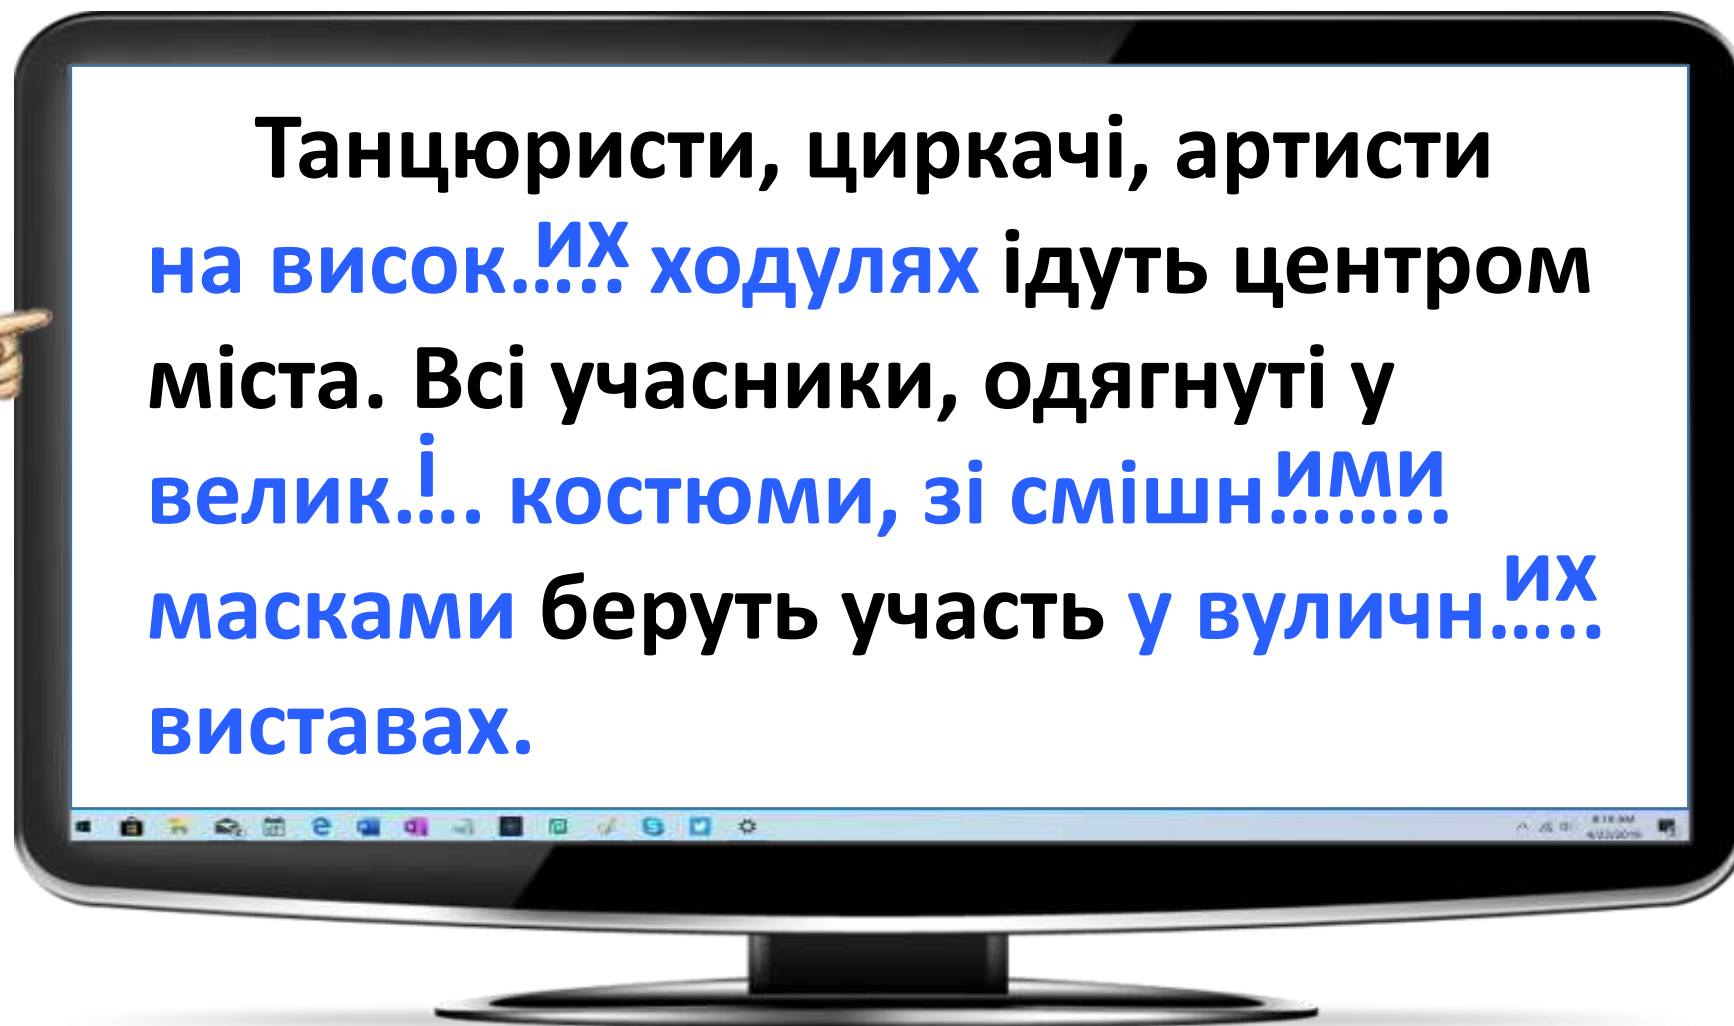 Танцюристи, циркачі, артисти
на висок.....их ходулях ідуть центром
міста. Всі учасники, одягнуті у
велик....і костюми, зі смішн........ими
масками беруть участь у вуличн.....их
виставах.